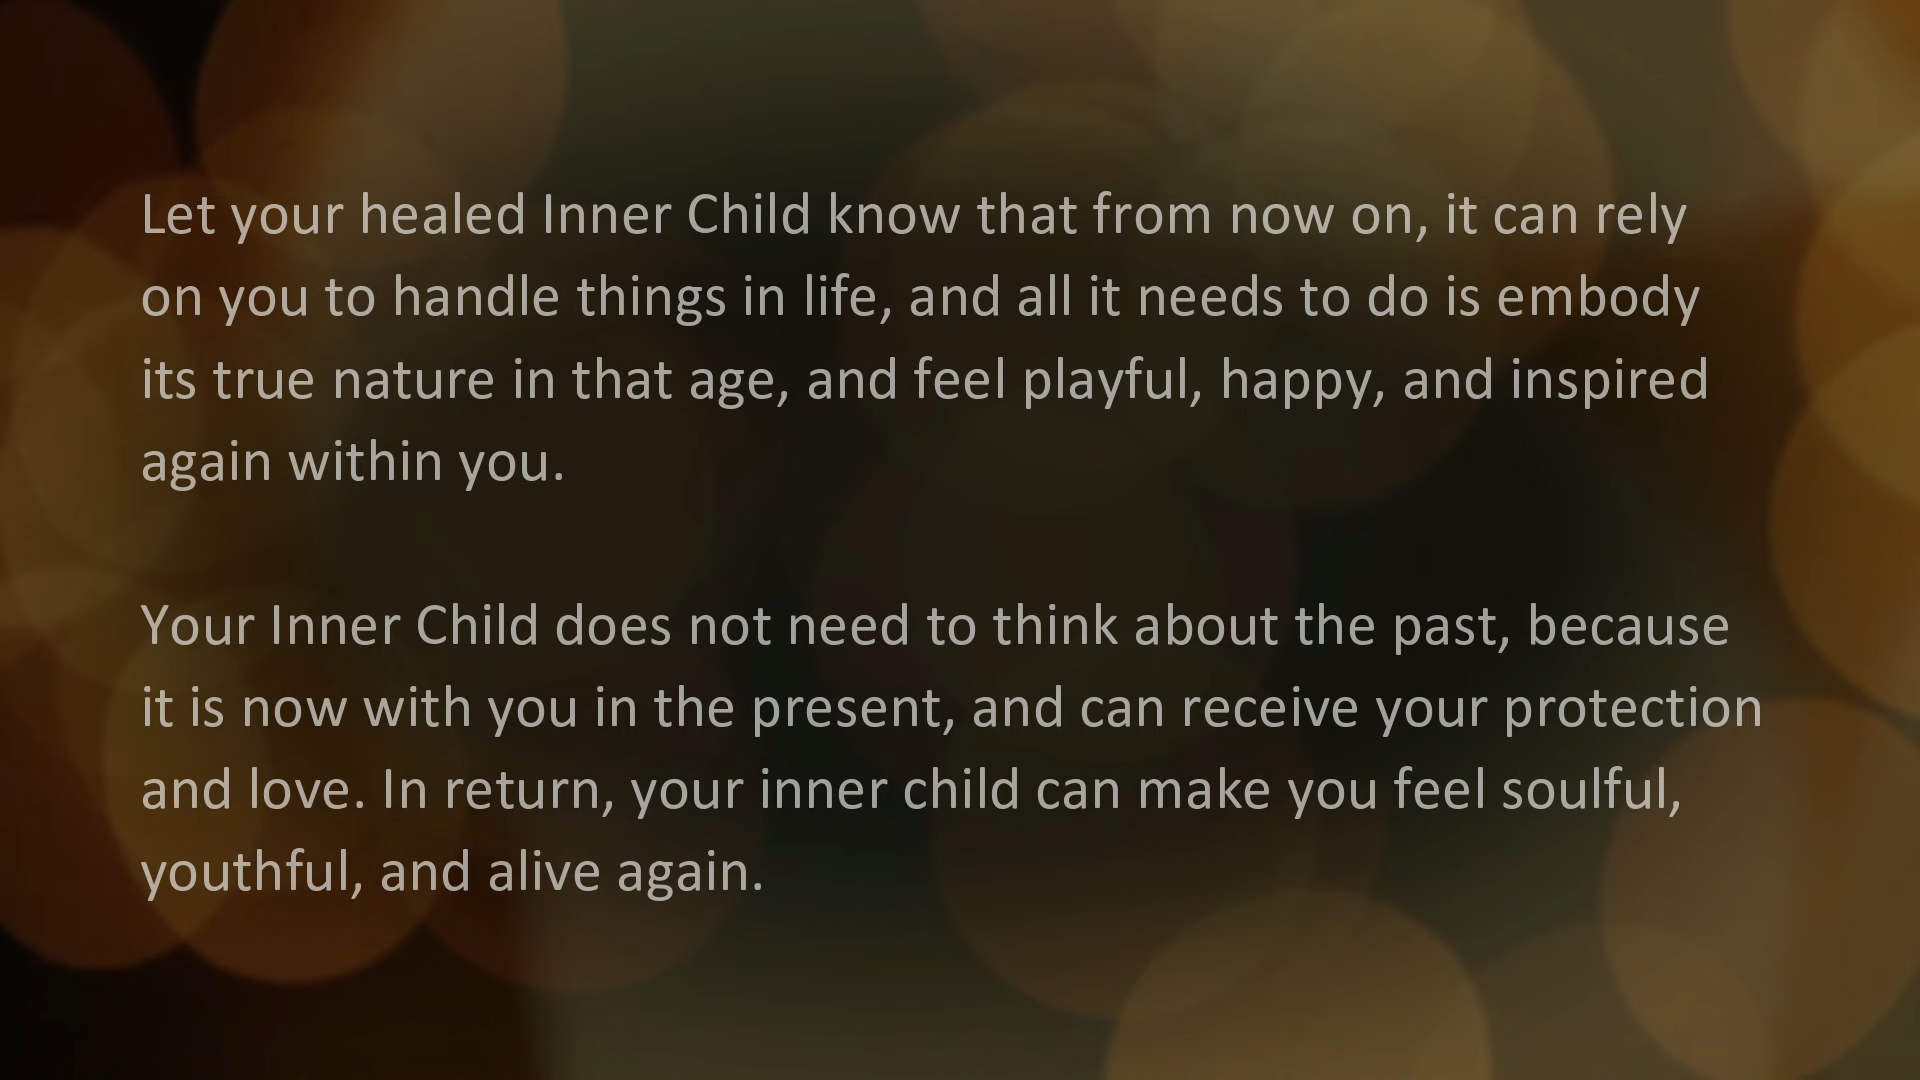 Let your healed Inner Child know that from now on, it can rely
on you to handle things in life, and all it needs to do is embody
its true nature in that age, and feel playful, happy, and inspired
again within you.
Your Inner Child does not need to think about the past, because
it is now with you in the present, and can receive your protection
and love. In return, your inner child can make you feel soulful,
youthful, and alive again.